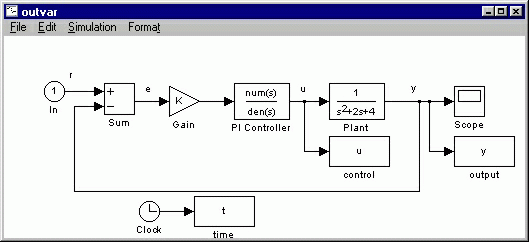 outvar
File Edit Simulation Format
r e u y
1 + − K num(s) 1
den(s) s²+2s+4
In Sum Gain PI Controller Plant Scope
u y
control output
t
Clock time